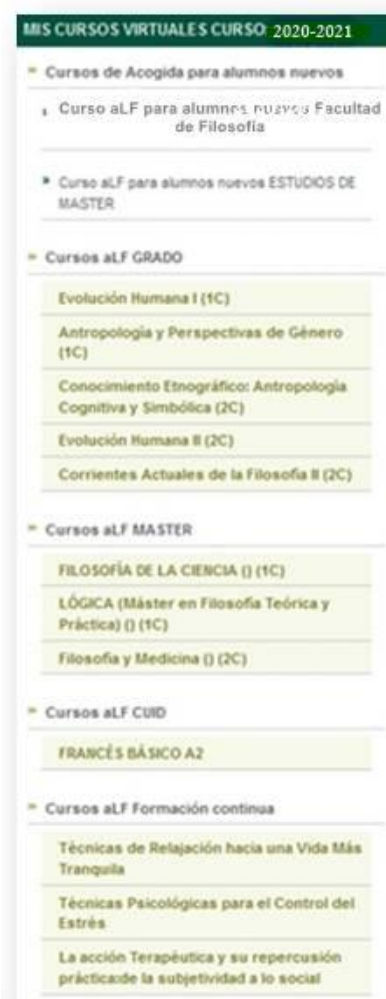 MIS CURSOS VIRTUALES CURSO 2020-2021
Cursos de Acogida para alumnos nuevos
Curso aLF para alumnos nuevos Facultad
de Filosofía
Curso aLF para alumnos nuevos ESTUDIOS DE
MASTER
Cursos aLF GRADO
Evolución Humana I (1C)
Antropología y Perspectivas de Género
(1C)
Conocimiento Etnográfico: Antropología
Cognitiva y Simbólica (2C)
Evolución Humana II (2C)
Corrientes Actuales de la Filosofía II (2C)
Cursos aLF MASTER
FILOSOFÍA DE LA CIENCIA () (1C)
LÓGICA (Máster en Filosofía Teórica y
Práctica) () (1C)
Filosofía y Medicina () (2C)
Cursos aLF CUID
FRANCÉS BÁSICO A2
Cursos aLF Formación continua
Técnicas de Relajación hacia una Vida Más
Tranquila
Técnicas Psicológicas para el Control del
Estrés
La acción Terapéutica y su repercusión
práctica:de la subjetividad a lo social